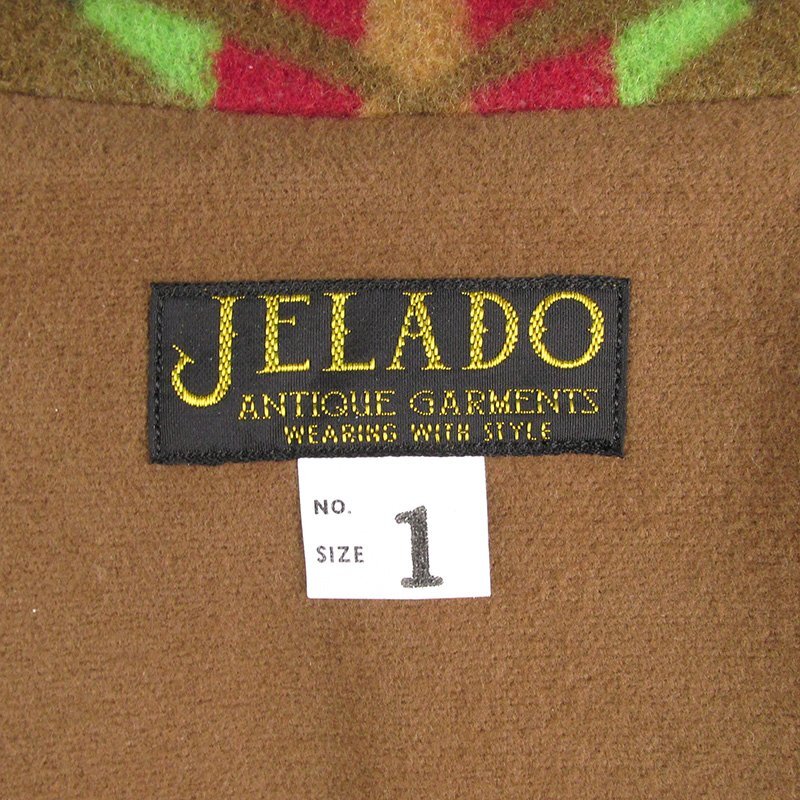 JELADO
ANTIQUE GARMENTS
WEARING WITH STYLE
NO.
SIZE 1